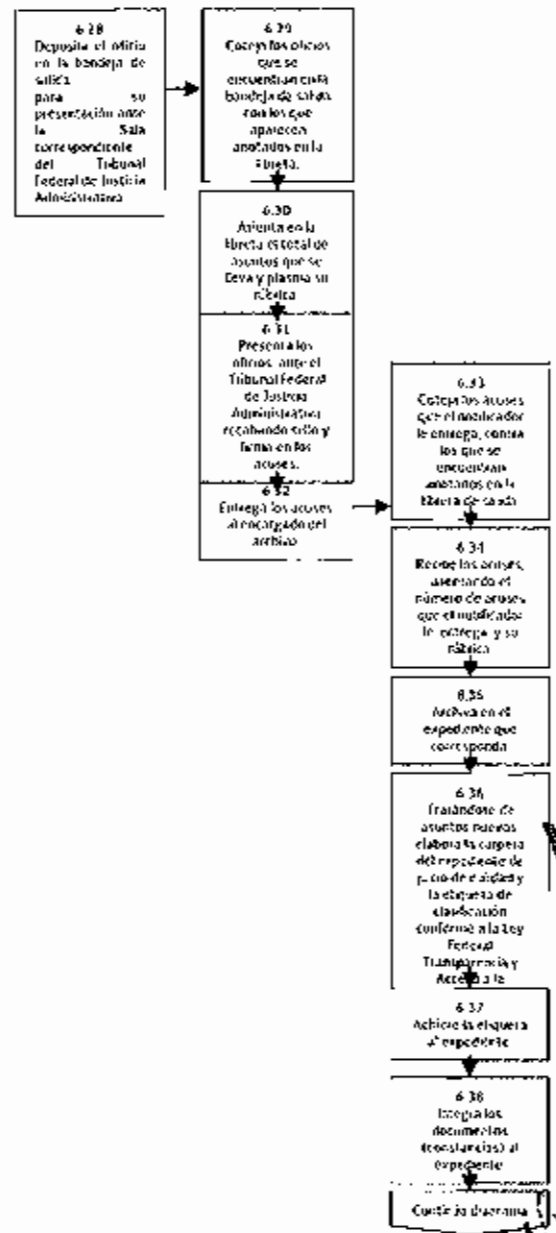 6.28
Deposita el oficio
en la bandeja de
salida
para su
presentación ante
la Sala
correspondiente
del Tribunal
Federal de Justicia
Administrativa
6.29
Coteja los oficios
que se
encuentran en la
bandeja de salida
con los que
aparecen
anotados en la
libreta.
6.30
Asienta en la
libreta el total de
asuntos que se
lleva y plasma su
rúbrica
6.31
Presenta los
oficios, ante el
Tribunal Federal
de Justicia
Administrativa
recabando sello y
firma en los
acuses.
6.32
Entrega los acuses
al encargado del
archivo
6.33
Coteja los acuses
que el notificador
le entrega, contra
los que se
encuentran
anotados en la
libreta de salida
6.34
Recibe los acuses,
asentando el
número de acuses
que el notificador
le entrega y su
rúbrica
6.35
Archiva en el
expediente que
corresponda
6.36
Tratándose de
asuntos nuevos
elabora la carpeta
del expediente de
juicio de nulidad y
la etiqueta de
clasificación
conforme a la Ley
Federal
Transparencia y
Acceso a la
6.37
Adhiere la etiqueta
al expediente
6.38
Integra los
documentos
(constancias) al
expediente
Continúa diagrama